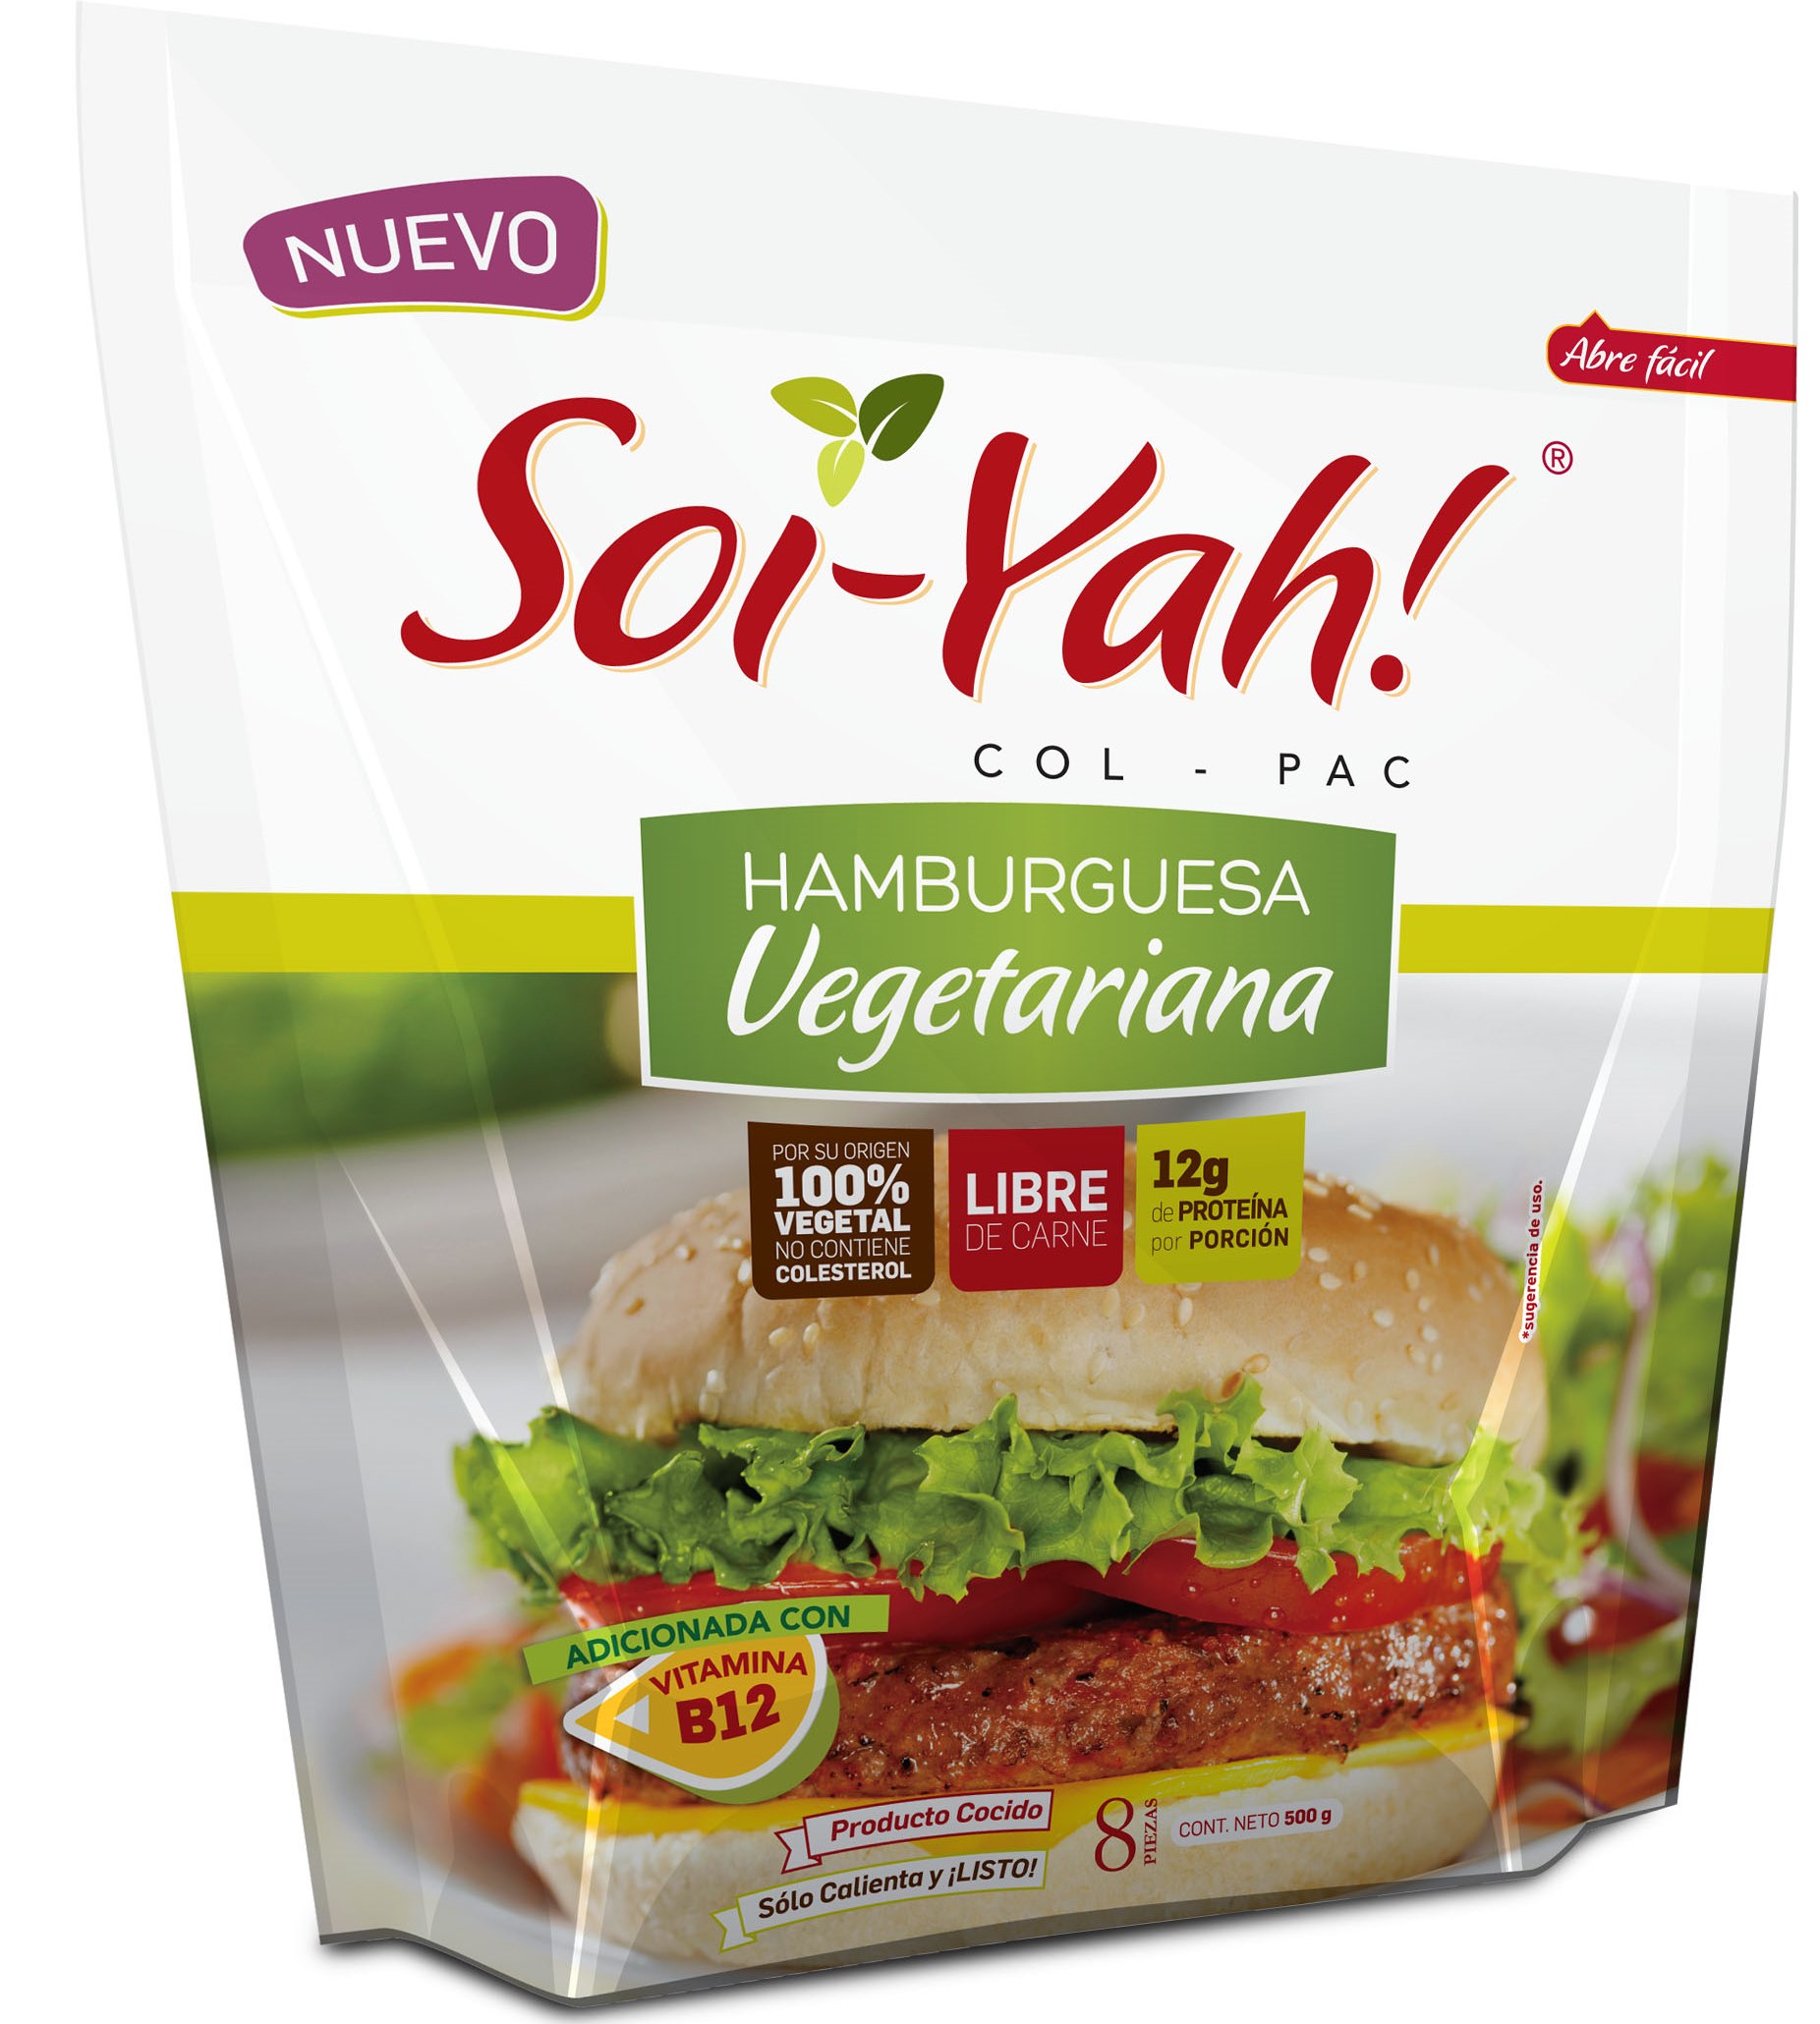 NUEVO
Abre fácil
Soi-Yah! ®
COL - PAC
HAMBURGUESA
Vegetariana
POR SU ORIGEN
100%
VEGETAL
NO CONTIENE
COLESTEROL
LIBRE
DE CARNE
12g
de PROTEÍNA
por PORCIÓN
*sugerencia de uso.
ADICIONADA CON
VITAMINA
B12
Producto Cocido
Sólo Calienta y ¡LISTO!
8 PIEZAS
CONT. NETO 500 g